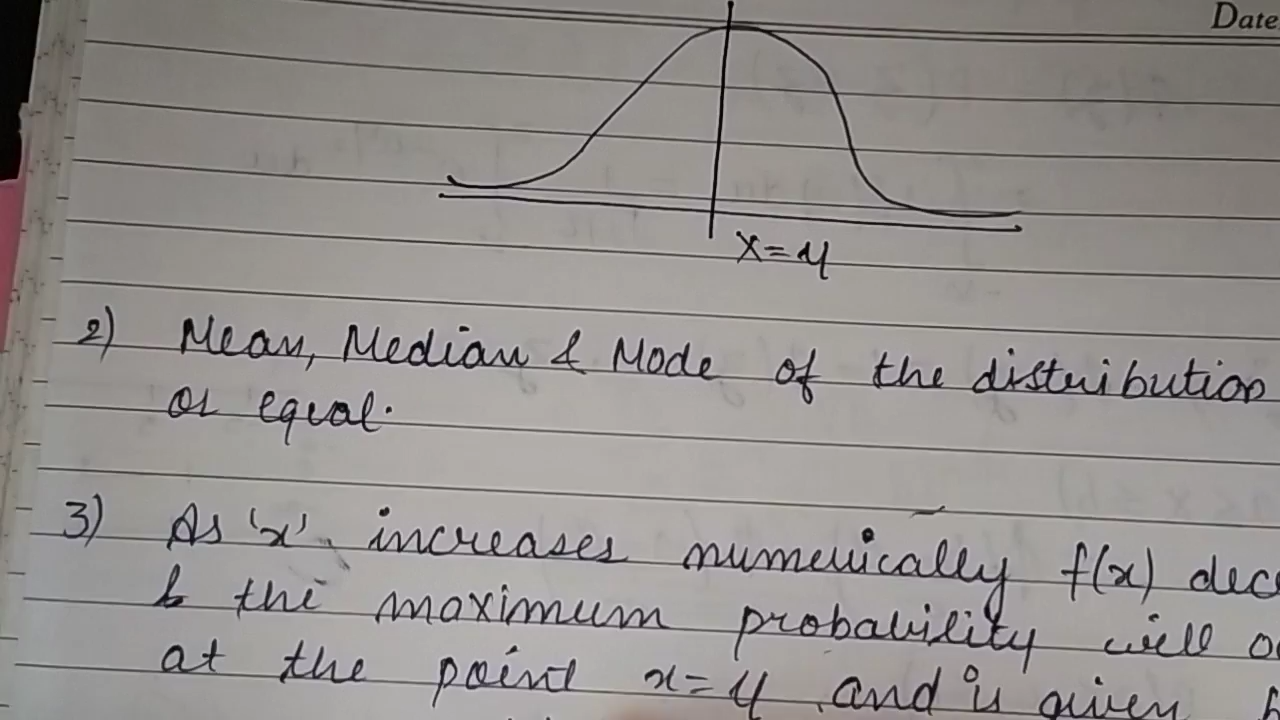 Date
X=μ
2) Mean, Median & Mode of the distribution
or equal.
3) As 'x' increases numerically f(x) dec
& the maximum probability will
at the point x=μ and is given